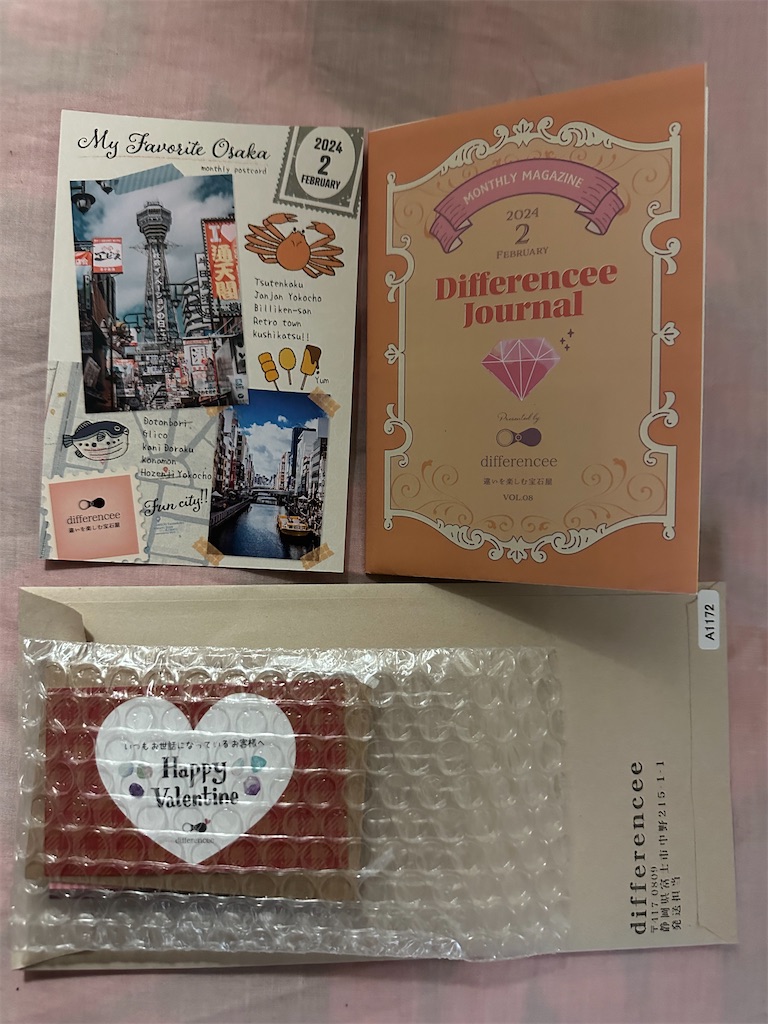 My Favorite Osaka
monthly postcard
2024
2
FEBRUARY
I ♥
通天閣
Tsutenkaku
Janjan Yokocho
Billiken-san
Retro town
kushikatsu!!
Yum
Dotonbori
Glico
Kani Doraku
konamon
Hozenji Yokocho
Fun city!!
differencee
違いを楽しむ宝石屋
MONTHLY MAGAZINE
2024
2
FEBRUARY
Differencee
Journal
Presented by
differencee
違いを楽しむ宝石屋
VOL.08
A1172
いつもお世話になっているお客様へ
Happy
Valentine
differencee
differencee
〒417-0809
静岡県富士市中野215-1-1
発送担当